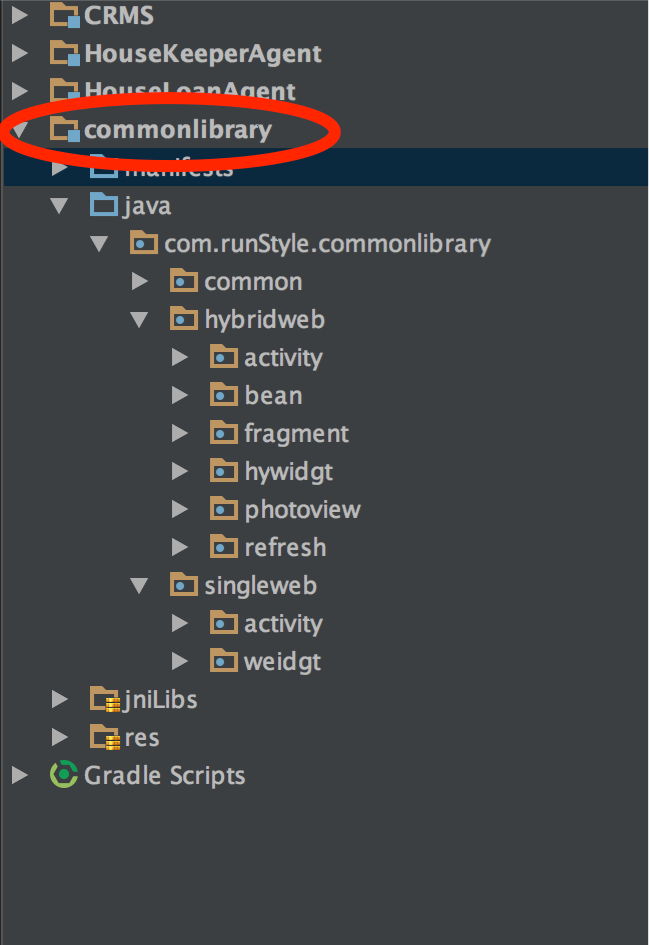 CRMS
HouseKeeperAgent
HouseLoanAgent
commonlibrary
manifests
java
com.runStyle.commonlibrary
common
hybridweb
activity
bean
fragment
hywidgt
photoview
refresh
singleweb
activity
weidgt
jniLibs
res
Gradle Scripts